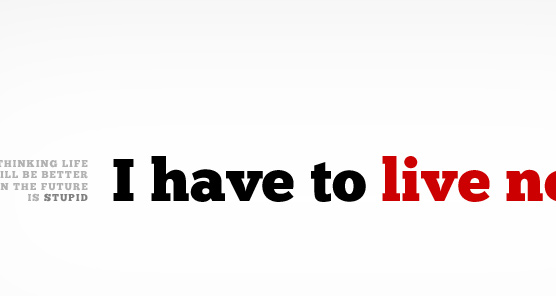 THINKING LIFE
ILL BE BETTER
N THE FUTURE
IS STUPID
I have to live no